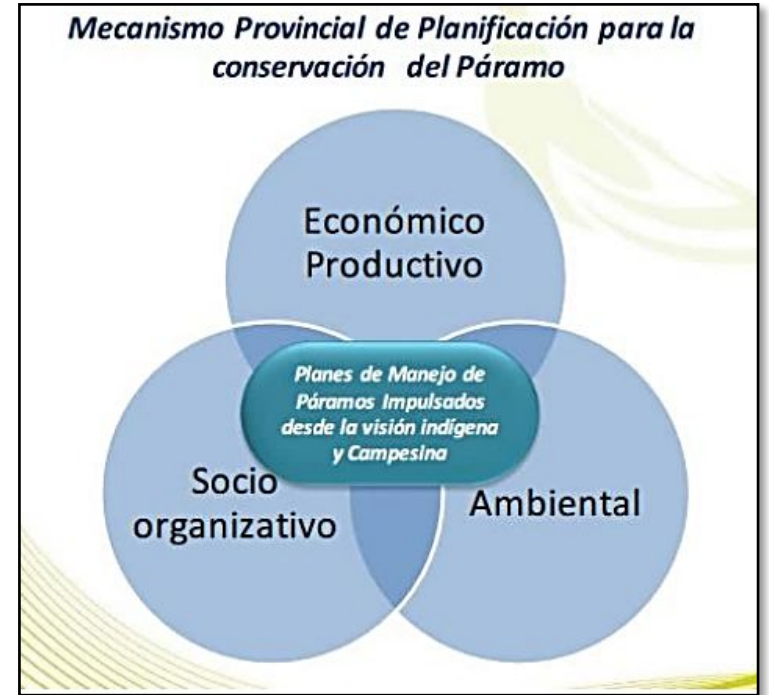 Mecanismo Provincial de Planificación para la
conservación del Páramo
Económico
Productivo
Planes de Manejo de
Páramos Impulsados
desde la visión indígena
y Campesina
Socio
organizativo
Ambiental